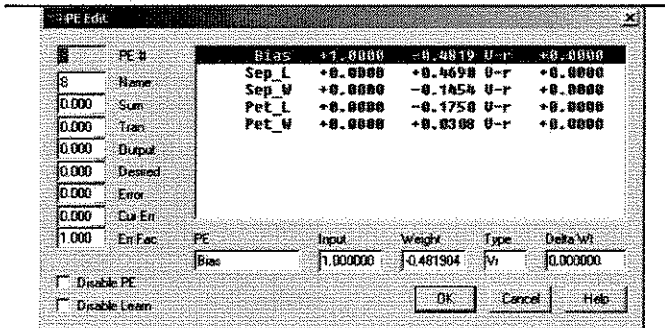 PE Edit
PE #
8 Name
0.000 Sum
0.000 Tran
0.000 Output
0.000 Desired
0.000 Error
0.000 Cur Err
1.000 Err Fac
Bias +1.0000 -0.4819 V-r +0.0000
Sep_L +0.0000 +0.4690 V-r +0.0000
Sep_W +0.0000 -0.1454 V-r +0.0000
Pet_L +0.0000 -0.1750 V-r +0.0000
Pet_W +0.0000 +0.0308 V-r +0.0000
PE Input Weight Type Delta Wt
Bias 1.000000 -0.481904 Vr 0.000000
Disable PE
Disable Learn
OK Cancel Help